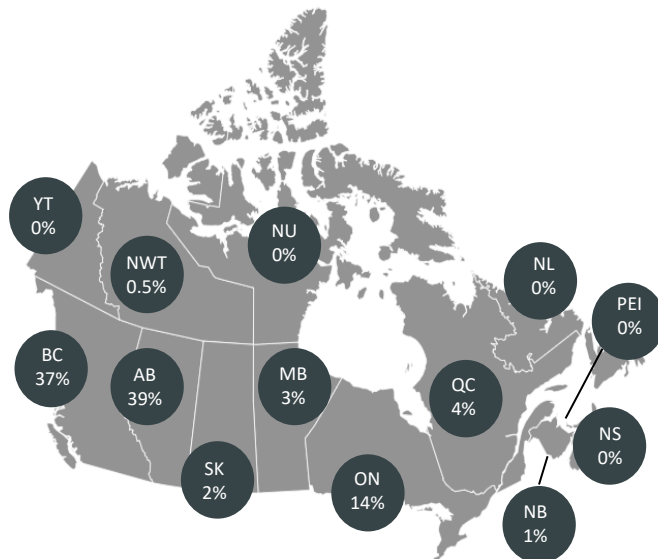 YT
0%
NU
0%
NWT
0.5%
NL
0%
PEI
0%
BC
37%
AB
39%
MB
3%
QC
4%
NS
0%
SK
2%
ON
14%
NB
1%